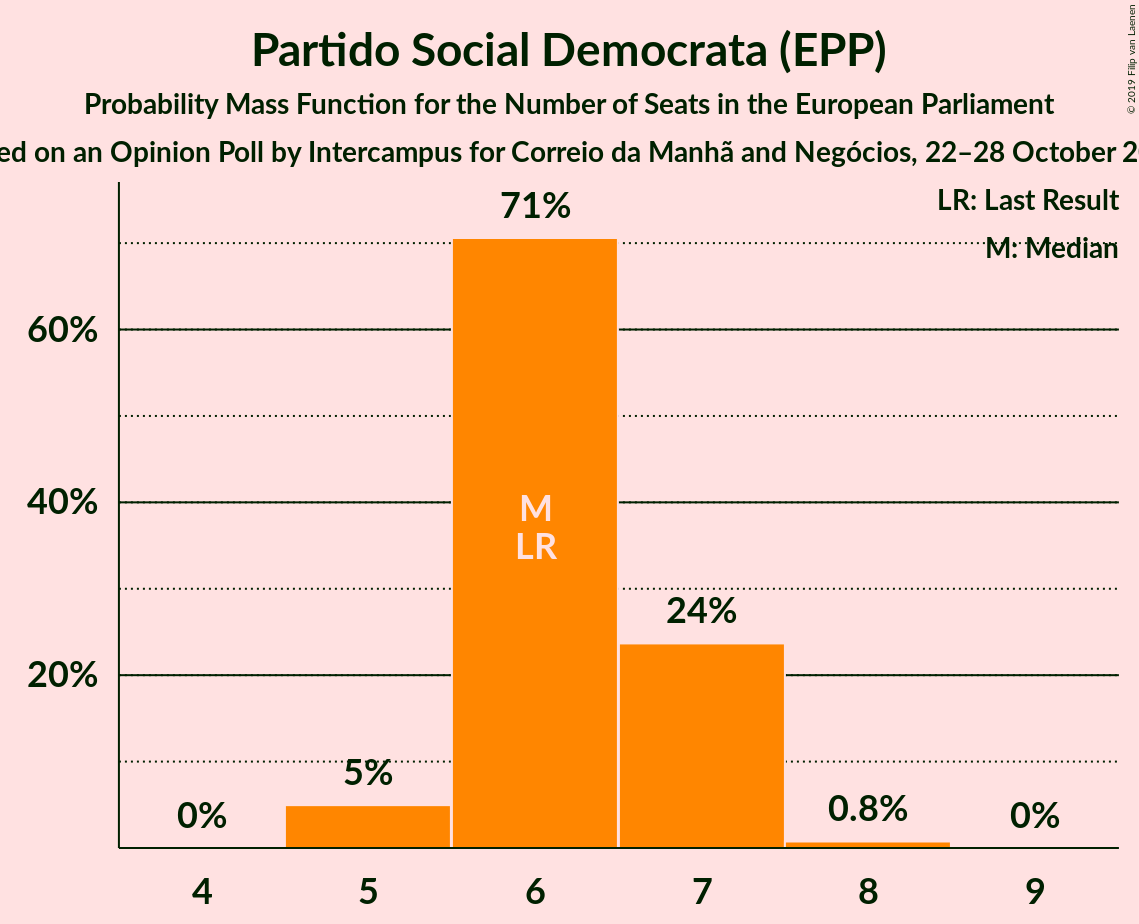 Partido Social Democrata (EPP)
Probability Mass Function for the Number of Seats in the European Parliament
on an Opinion Poll by Intercampus for Correio da Manhã and Negócios, 22–28 October
© 2019 Filip van Laenen
LR: Last Result
M: Median
71%
60%
40%
M
LR
24%
20%
5%
0%
0.8%
0%
4 5 6 7 8 9